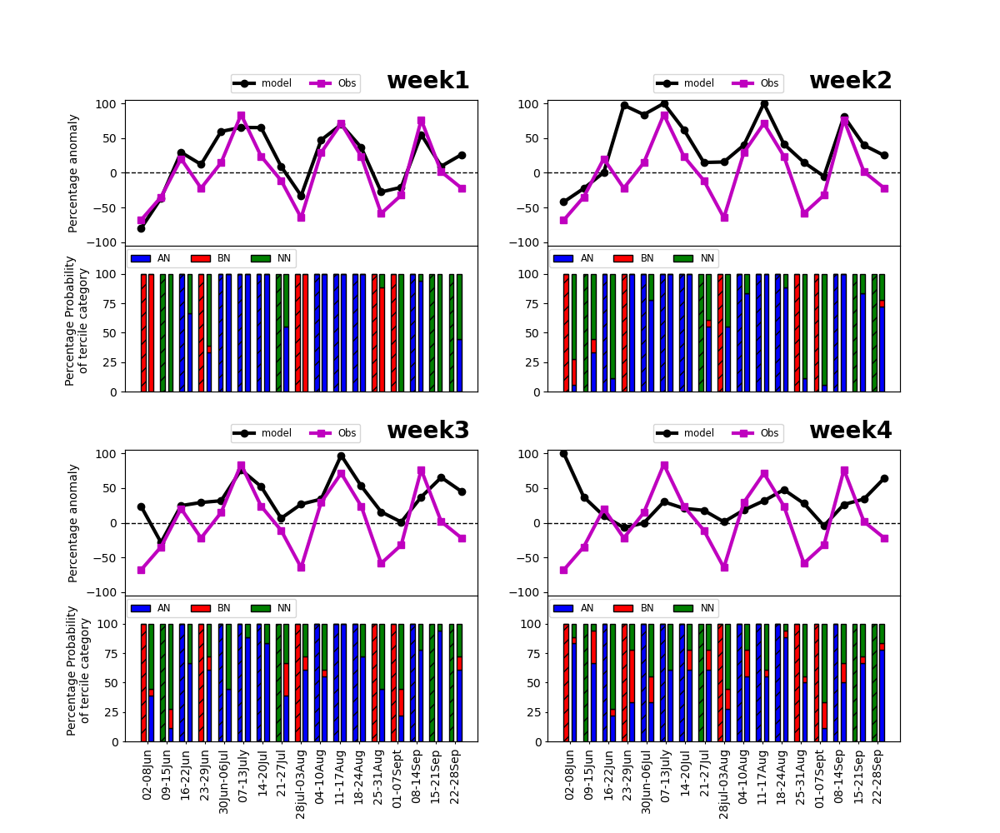 week1
model Obs
100
50
0
−50
−100
Percentage anomaly
AN BN NN
100
75
50
25
0
Percentage Probability
of tercile category
week2
model Obs
100
50
0
−50
−100
AN BN NN
100
75
50
25
0
week3
model Obs
100
50
0
−50
−100
Percentage anomaly
AN BN NN
100
75
50
25
0
Percentage Probability
of tercile category
02-08Jun
09-15Jun
16-22Jun
23-29Jun
30Jun-06Jul
07-13July
14-20Jul
21-27Jul
28jul-03Aug
04-10Aug
11-17Aug
18-24Aug
25-31Aug
01-07Sept
08-14Sep
15-21Sep
22-28Sep
week4
model Obs
100
50
0
−50
−100
AN BN NN
100
75
50
25
0
02-08Jun
09-15Jun
16-22Jun
23-29Jun
30Jun-06Jul
07-13July
14-20Jul
21-27Jul
28jul-03Aug
04-10Aug
11-17Aug
18-24Aug
25-31Aug
01-07Sept
08-14Sep
15-21Sep
22-28Sep